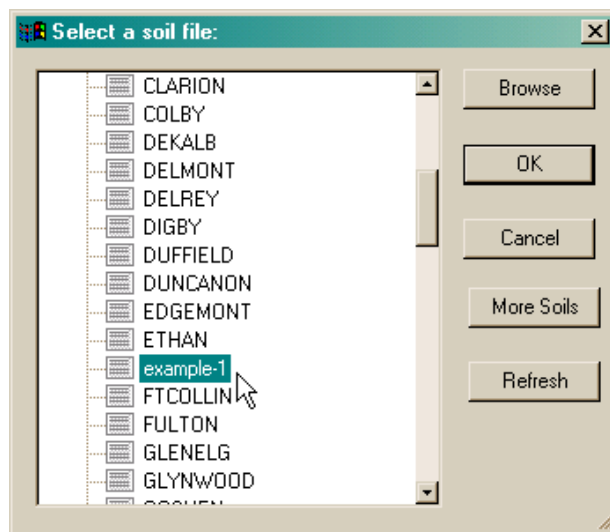 Select a soil file:
CLARION
COLBY
DEKALB
DELMONT
DELREY
DIGBY
DUFFIELD
DUNCANON
EDGEMONT
ETHAN
example-1
FTCOLLIN
FULTON
GLENELG
GLYNWOOD
Browse
OK
Cancel
More Soils
Refresh